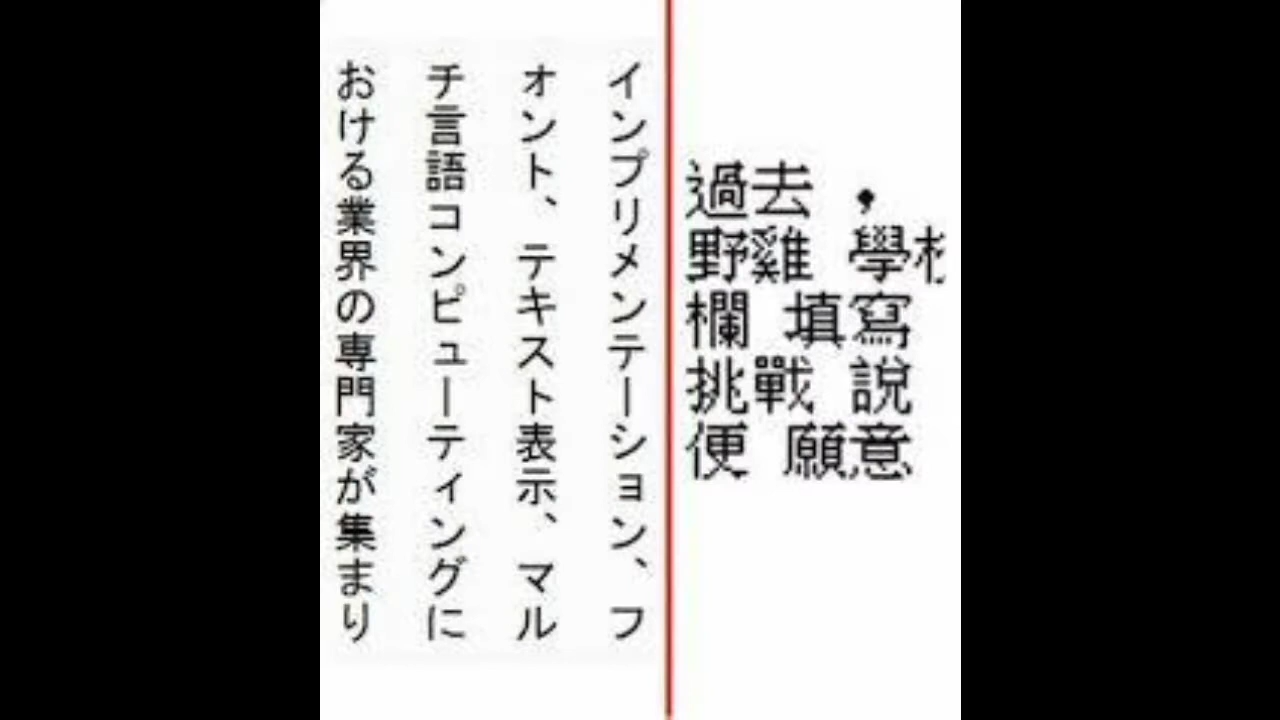 インプリメンテーション、フ
ォント、テキスト表示、マル
チ言語コンピューティングに
おける業界の専門家が集まり
過去 ，
野雞 學校
欄 填寫
挑戰 說
便 願意